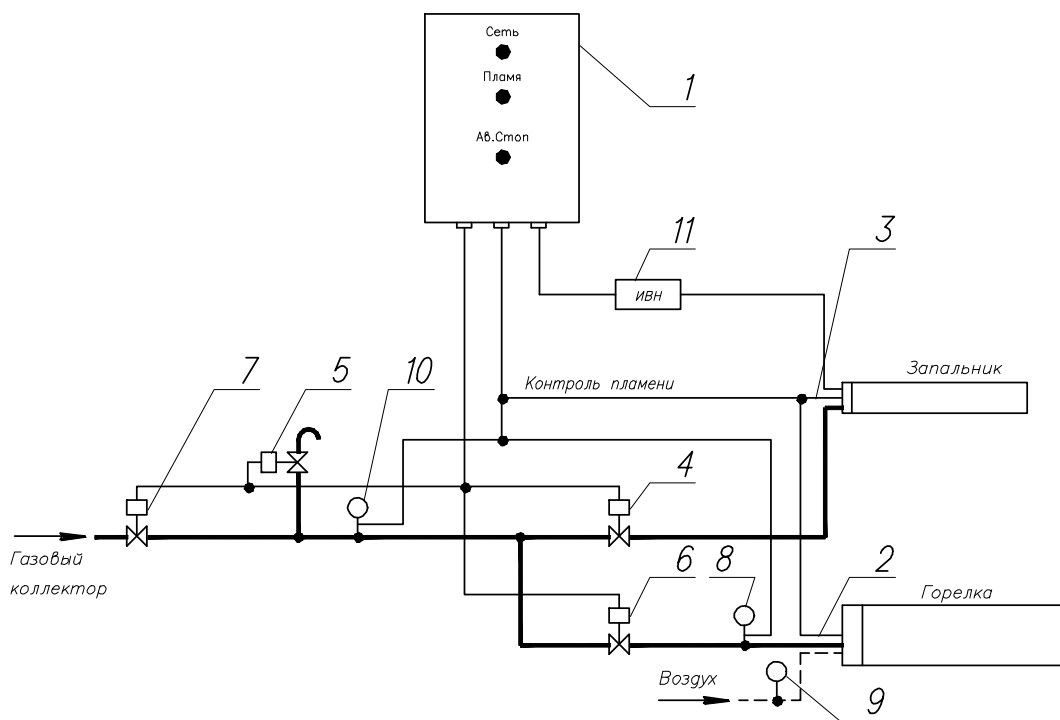 Сеть
Пламя
1
Ав.Стоп
11
3
ИВН
7
5
10
Контроль пламени
Запальник
4
Газовый
коллектор
6
8
2
Горелка
Воздух
9